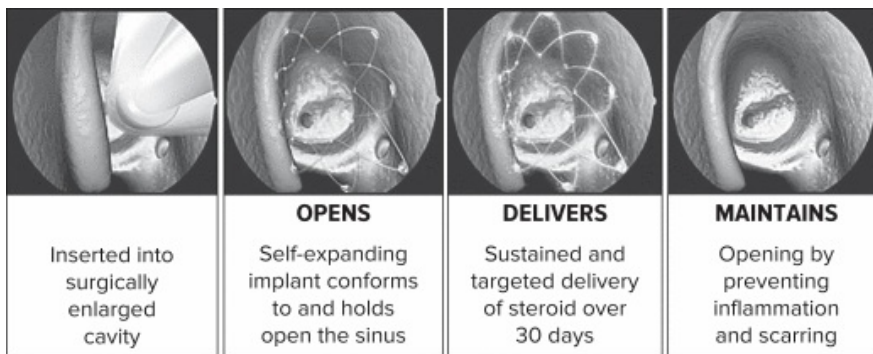 Inserted into
surgically
enlarged
cavity
OPENS
Self-expanding
implant conforms
to and holds
open the sinus
DELIVERS
Sustained and
targeted delivery
of steroid over
30 days
MAINTAINS
Opening by
preventing
inflammation
and scarring